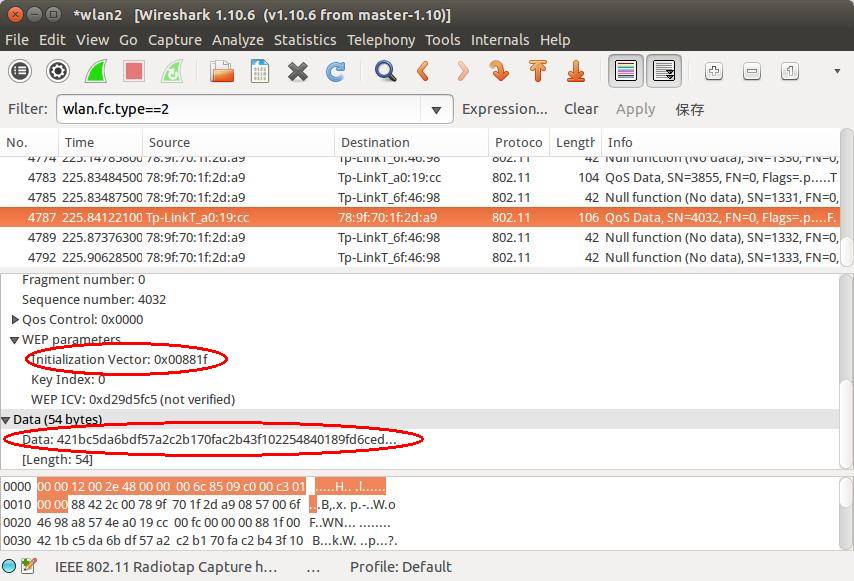 *wlan2 [Wireshark 1.10.6 (v1.10.6 from master-1.10)]
File Edit View Go Capture Analyze Statistics Telephony Tools Internals Help
Filter: wlan.fc.type==2 Expression... Clear Apply 保存
No. Time Source Destination Protoco Length Info
4774 225.14785800 78:9f:70:1f:2d:a9 Tp-LinkT_6f:46:98 802.11 42 Null function (No data), SN=1330, FN=0,
4783 225.83484500 78:9f:70:1f:2d:a9 Tp-LinkT_a0:19:cc 802.11 104 QoS Data, SN=3855, FN=0, Flags=.p.....T
4785 225.83487500 78:9f:70:1f:2d:a9 Tp-LinkT_6f:46:98 802.11 42 Null function (No data), SN=1331, FN=0,
4787 225.84122100 Tp-LinkT_a0:19:cc 78:9f:70:1f:2d:a9 802.11 106 QoS Data, SN=4032, FN=0, Flags=.p....F.
4789 225.87376300 78:9f:70:1f:2d:a9 Tp-LinkT_6f:46:98 802.11 42 Null function (No data), SN=1332, FN=0,
4792 225.90628500 78:9f:70:1f:2d:a9 Tp-LinkT_6f:46:98 802.11 42 Null function (No data), SN=1333, FN=0,
Fragment number: 0
Sequence number: 4032
Qos Control: 0x0000
WEP parameters
Initialization Vector: 0x00881f
Key Index: 0
WEP ICV: 0xd29d5fc5 (not verified)
Data (54 bytes)
Data: 421bc5da6bdf57a2c2b170fac2b43f102254840189fd6ced...
[Length: 54]
0000 00 00 12 00 2e 48 00 00 00 6c 85 09 c0 00 c3 01 .....H.. .l......
0010 00 00 88 42 2c 00 78 9f 70 1f 2d a9 08 57 00 6f ...B,.x. p.-..W.o
0020 46 98 a8 57 4e a0 19 cc 00 fc 00 00 00 88 1f 00 F..WN... ........
0030 42 1b c5 da 6b df 57 a2 c2 b1 70 fa c2 b4 3f 10 B...k.W. ..p...?.
IEEE 802.11 Radiotap Capture h... ... Profile: Default